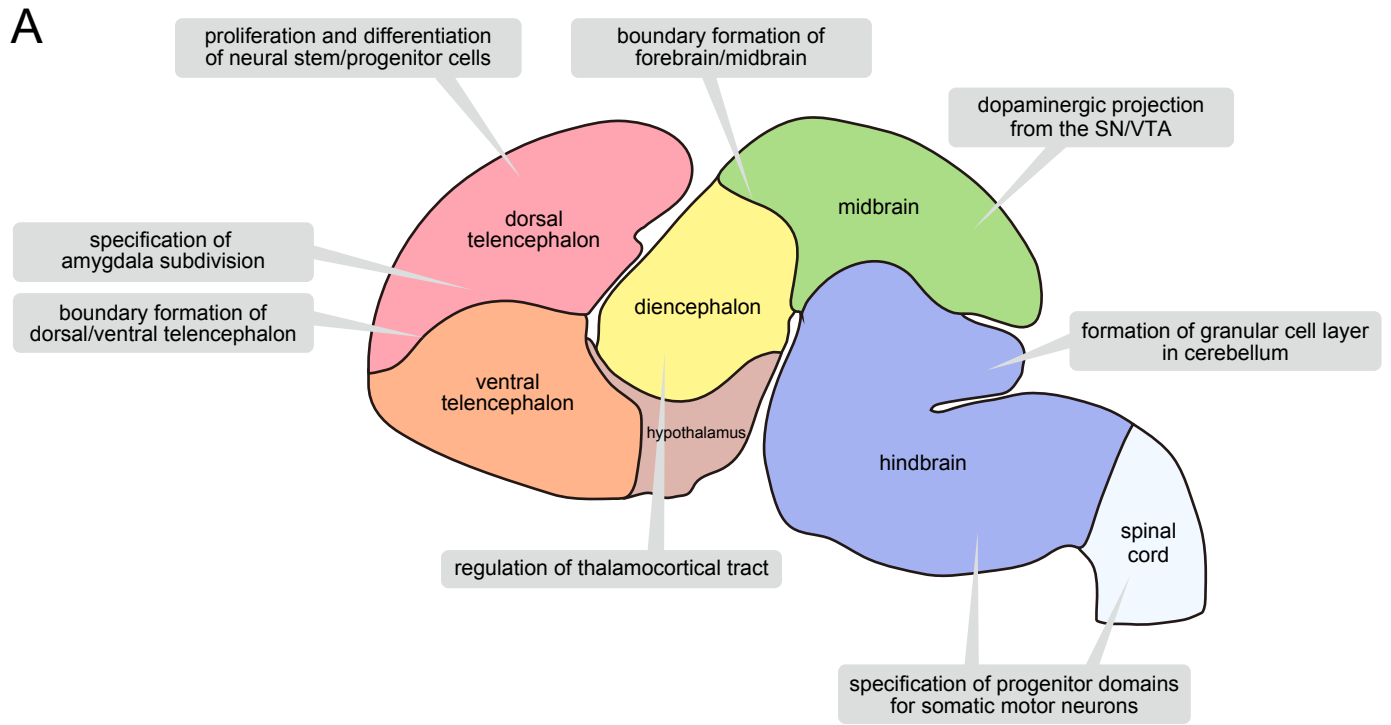 A
proliferation and differentiation
of neural stem/progenitor cells
boundary formation of
forebrain/midbrain
dopaminergic projection
from the SN/VTA
midbrain
dorsal
telencephalon
specification of
amygdala subdivision
boundary formation of
dorsal/ventral telencephalon
diencephalon
formation of granular cell layer
in cerebellum
ventral
telencephalon
hypothalamus
hindbrain
spinal
cord
regulation of thalamocortical tract
specification of progenitor domains
for somatic motor neurons